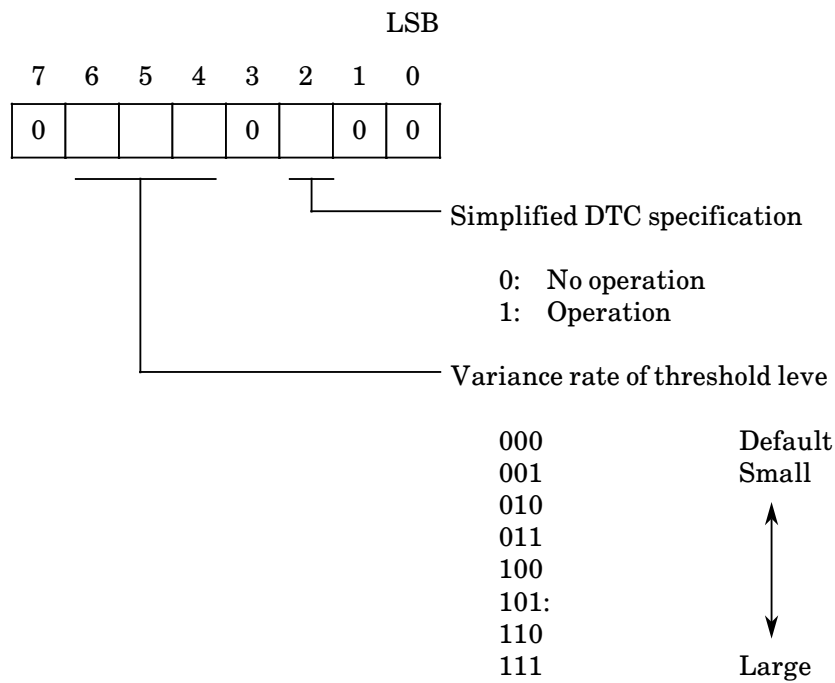 LSB
7 6 5 4 3 2 1 0
0 0 0 0
Simplified DTC specification
0: No operation
1: Operation
Variance rate of threshold leve
000 Default
001 Small
010
011
100
101:
110
111 Large